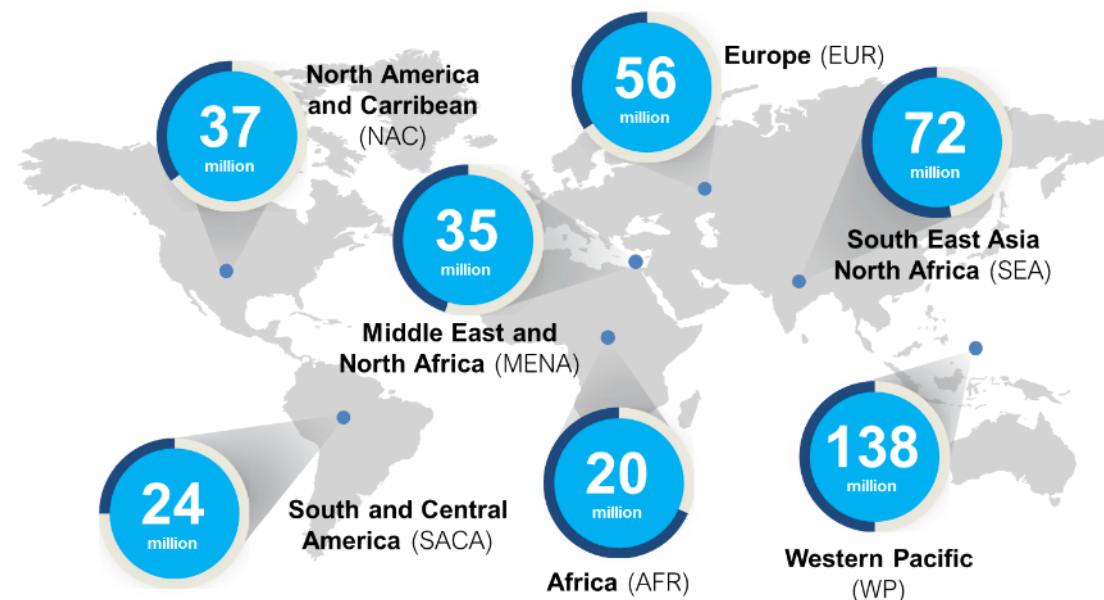 North America
and Carribean
(NAC)
37
million
56
million
Europe (EUR)
72
million
South East Asia
North Africa (SEA)
35
million
Middle East and
North Africa (MENA)
24
million
South and Central
America (SACA)
20
million
Africa (AFR)
138
million
Western Pacific
(WP)